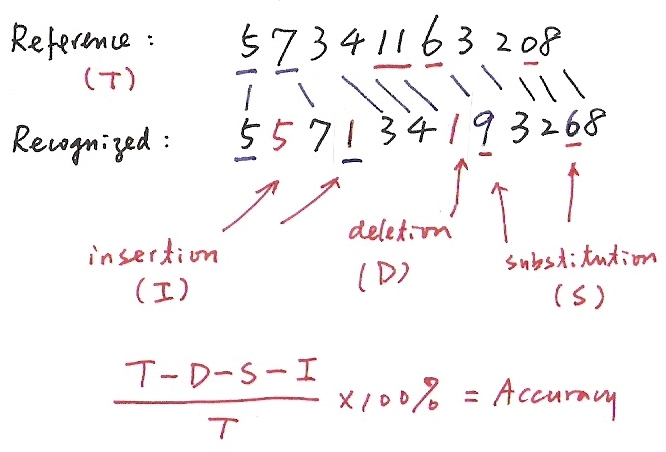 Reference : 5 7 3 4 1 1 6 3 2 0 8
(T)
Recognized : 5 5 7 1 3 4 1 9 3 2 6 8
insertion
(I)
deletion
(D)
substitution
(S)
T-D-S-I
T
×100% = Accuracy